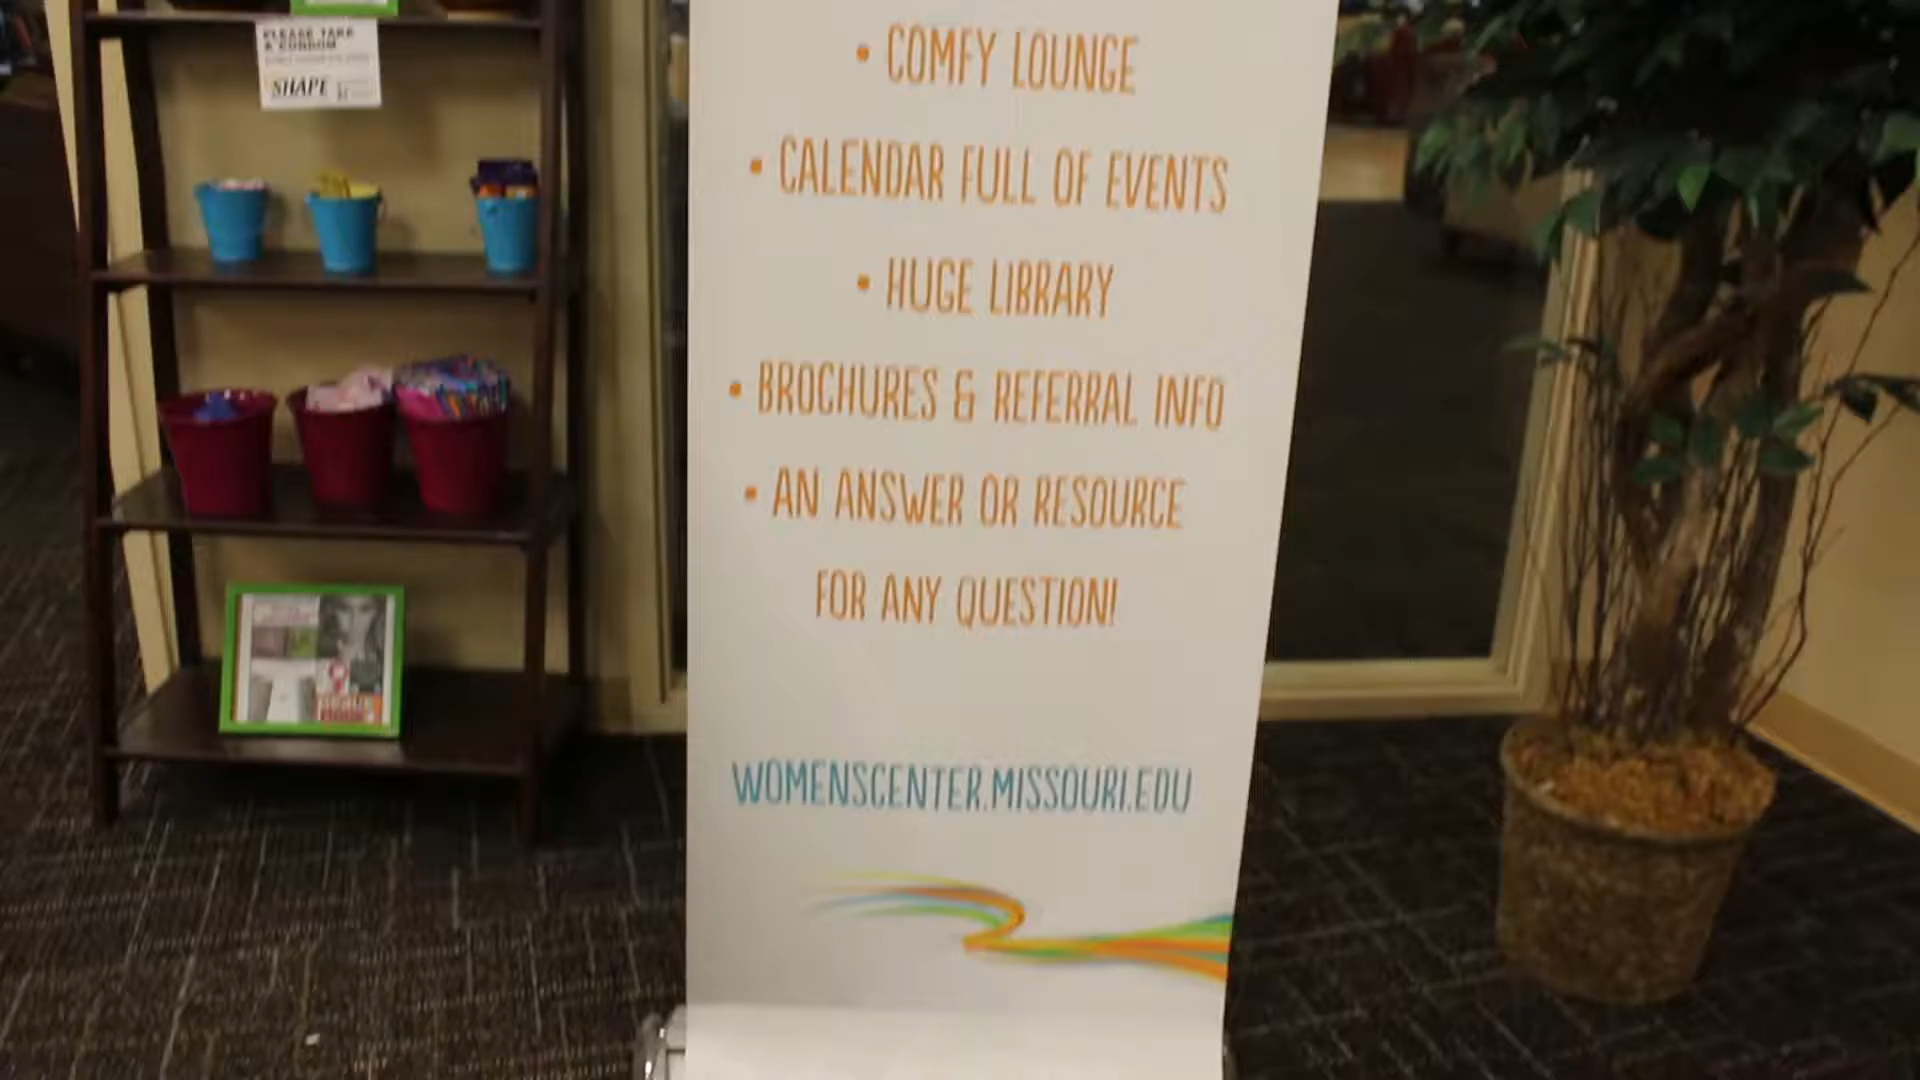 PLEASE TAKE
A CONDOM
SHAPE
• COMFY LOUNGE
• CALENDAR FULL OF EVENTS
• HUGE LIBRARY
• BROCHURES & REFERRAL INFO
• AN ANSWER OR RESOURCE
FOR ANY QUESTION!
WOMENSCENTER.MISSOURI.EDU